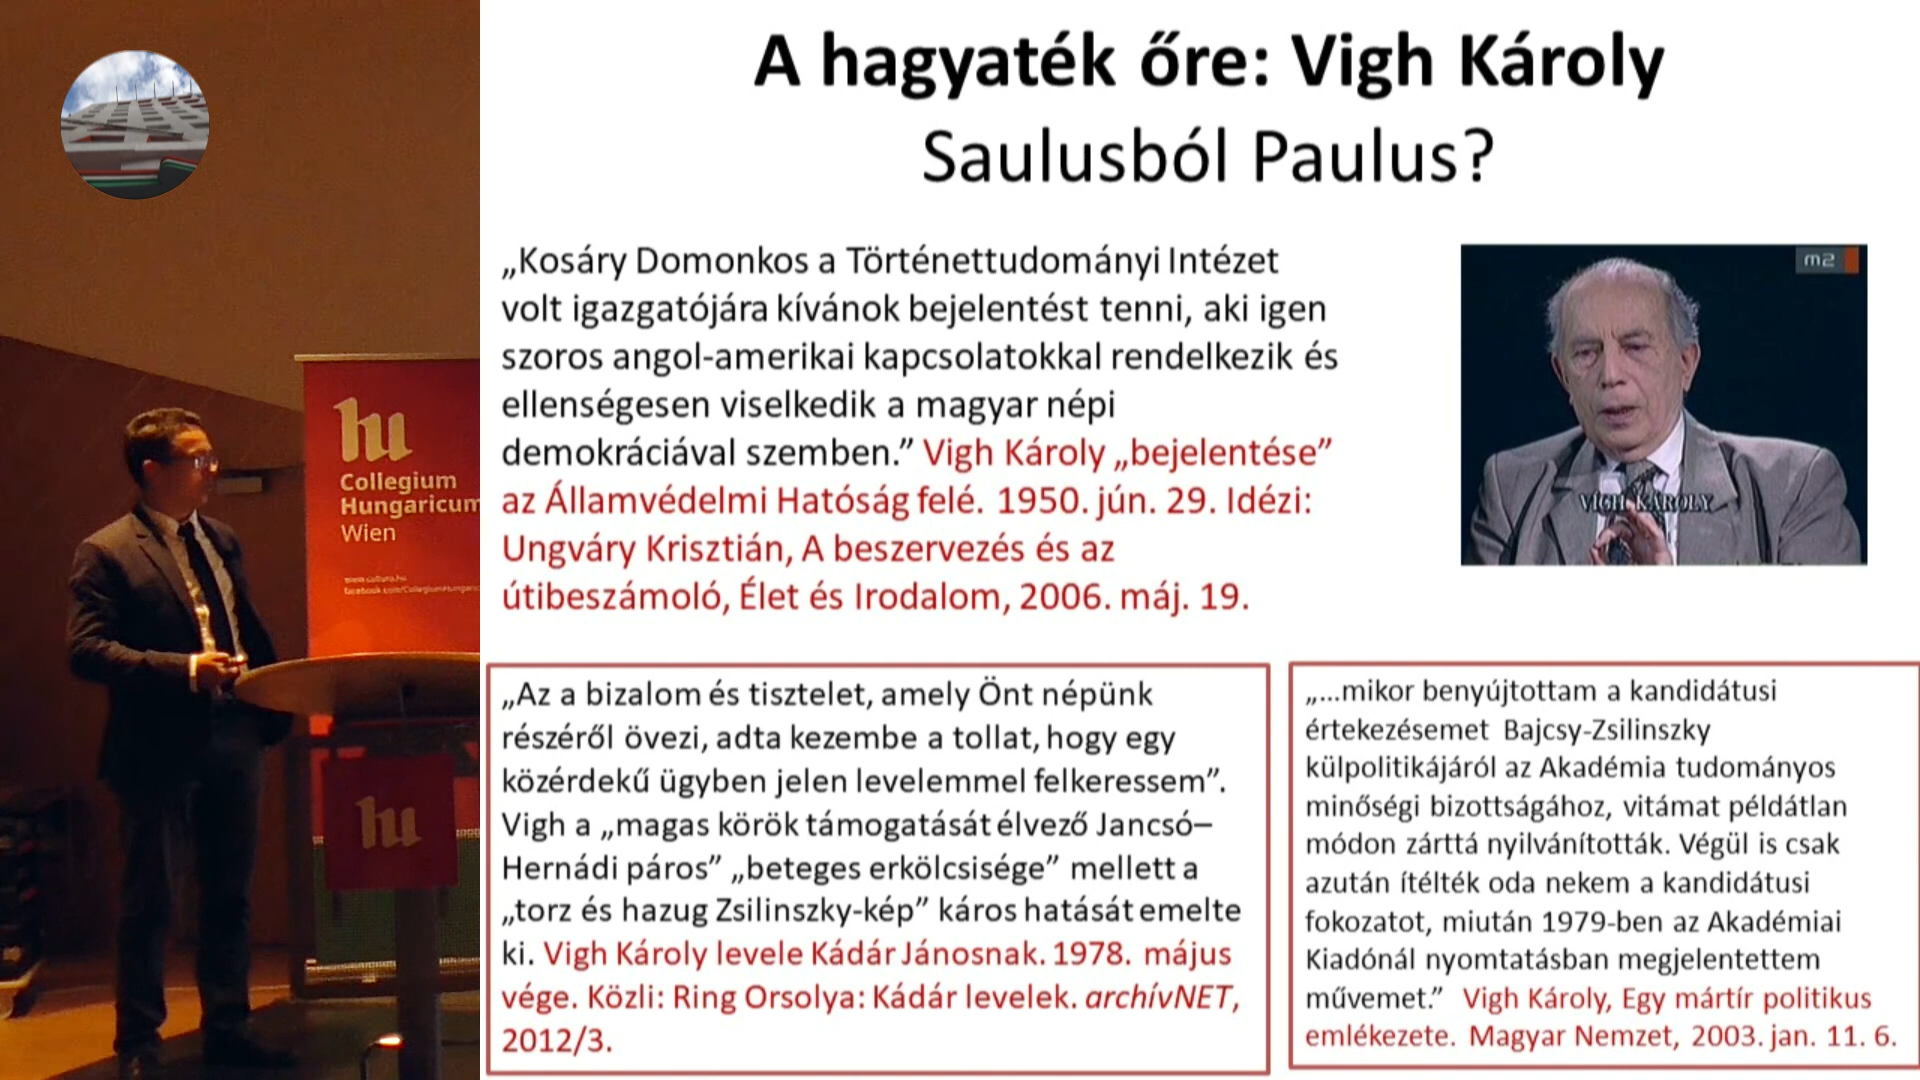 A hagyaték őre: Vigh Károly
Saulusból Paulus?
„Kosáry Domonkos a Történettudományi Intézet
volt igazgatójára kívánok bejelentést tenni, aki igen
szoros angol-amerikai kapcsolatokkal rendelkezik és
ellenségesen viselkedik a magyar népi
demokráciával szemben.” Vigh Károly „bejelentése”
az Államvédelmi Hatóság felé. 1950. jún. 29. Idézi:
Ungváry Krisztián, A beszervezés és az
útibeszámoló, Élet és Irodalom, 2006. máj. 19.
m2
VIGH KÁROLY
„Az a bizalom és tisztelet, amely Önt népünk
részéről övezi, adta kezembe a tollat, hogy egy
közérdekű ügyben jelen levelemmel felkeressem”.
Vigh a „magas körök támogatását élvező Jancsó–
Hernádi páros” „beteges erkölcsisége” mellett a
„torz és hazug Zsilinszky-kép” káros hatását emelte
ki. Vigh Károly levele Kádár Jánosnak. 1978. május
vége. Közli: Ring Orsolya: Kádár levelek. archívNET,
2012/3.
„...mikor benyújtottam a kandidátusi
értekezésemet Bajcsy-Zsilinszky
külpolitikájáról az Akadémia tudományos
minőségi bizottságához, vitámat példátlan
módon zárttá nyilvánították. Végül is csak
azután ítélték oda nekem a kandidátusi
fokozatot, miután 1979-ben az Akadémiai
Kiadónál nyomtatásban megjelentettem
művemet.” Vigh Károly, Egy mártír politikus
emlékezete. Magyar Nemzet, 2003. jan. 11. 6.
hu
Collegium
Hungaricum
Wien
hu